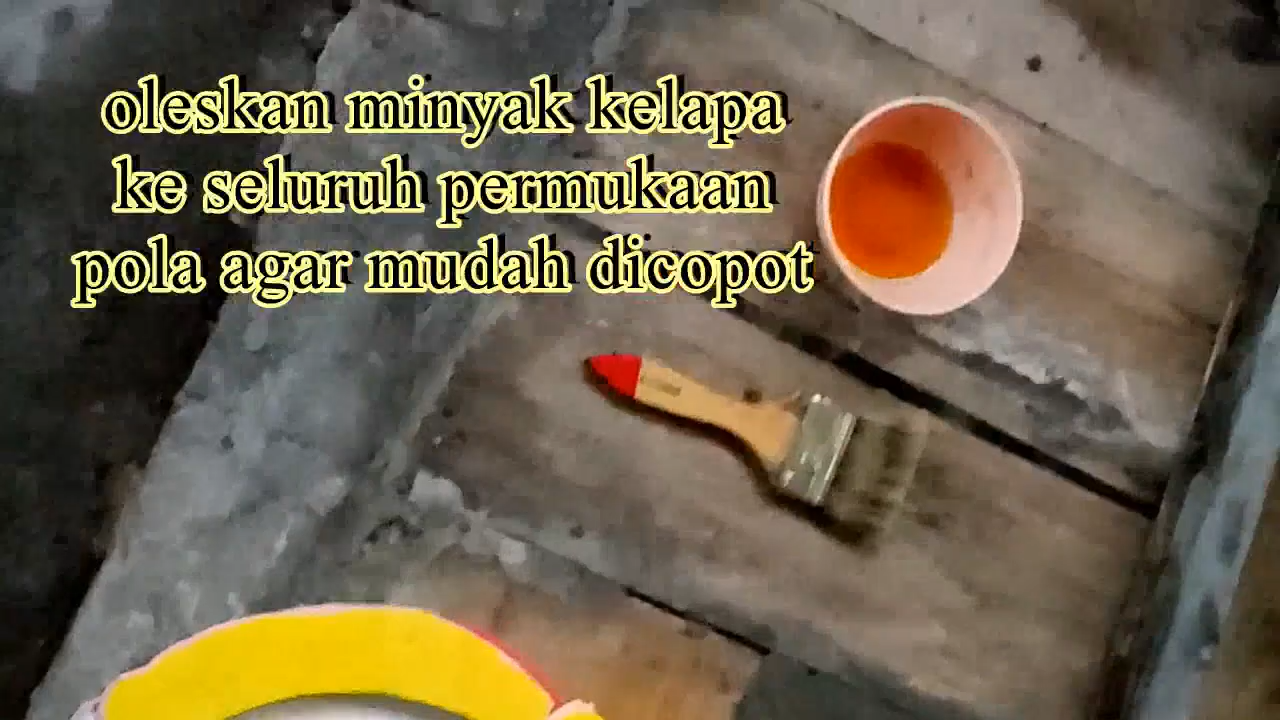 oleskan minyak kelapa
ke seluruh permukaan
pola agar mudah dicopot